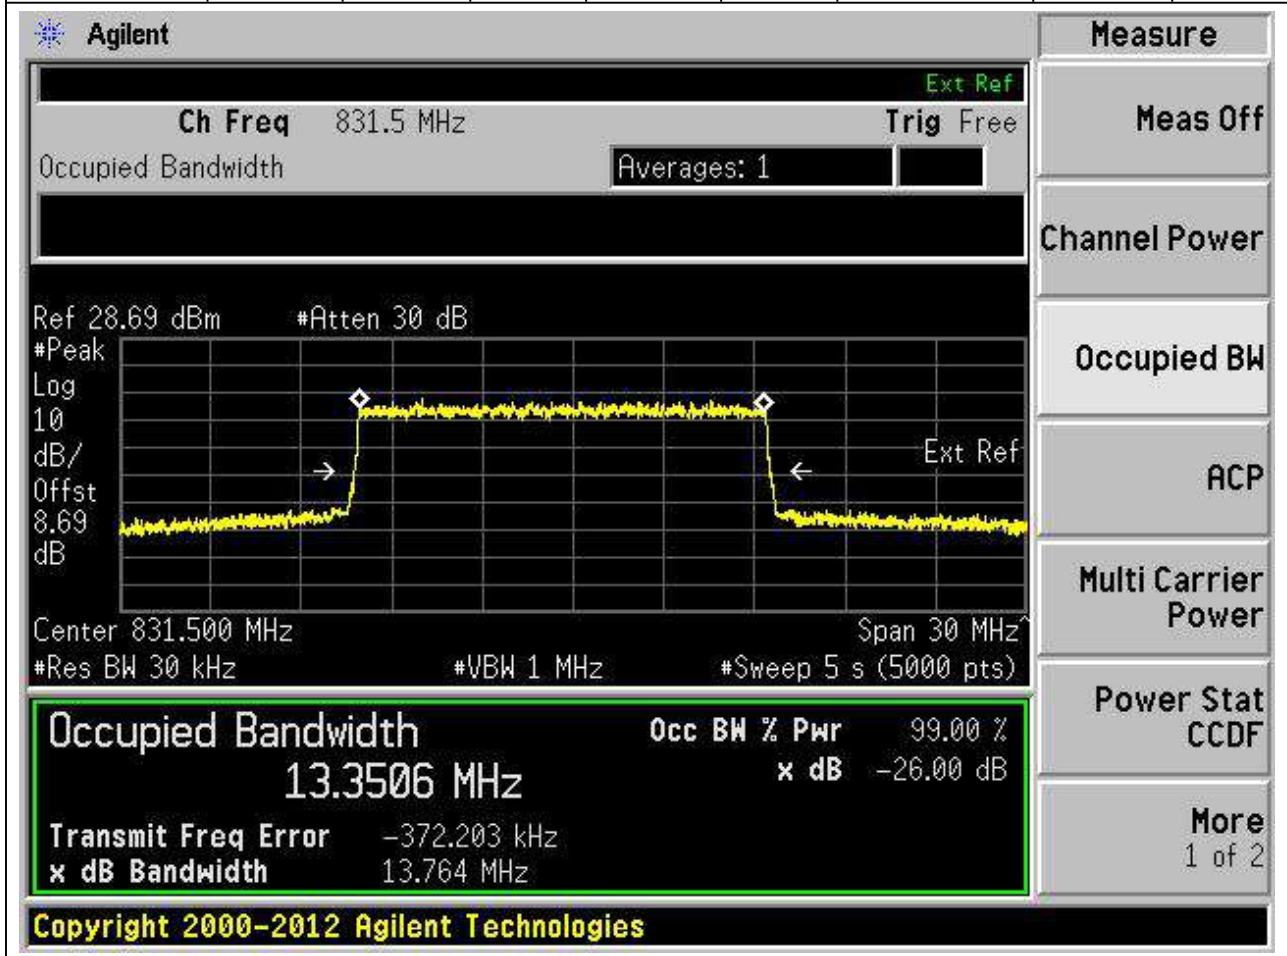 Agilent
Measure
Ext Ref
Ch Freq 831.5 MHz Trig Free
Meas Off
Occupied Bandwidth Averages: 1
Channel Power
Ref 28.69 dBm #Atten 30 dB
#Peak
Log
10
dB/
Offst
8.69
dB
Ext Ref
Occupied BW
ACP
Center 831.500 MHz Span 30 MHz^
#Res BW 30 kHz #VBW 1 MHz #Sweep 5 s (5000 pts)
Multi Carrier
Power
Occupied Bandwidth Occ BW % Pwr 99.00 %
13.3506 MHz x dB -26.00 dB
Transmit Freq Error -372.203 kHz
x dB Bandwidth 13.764 MHz
Power Stat
CCDF
More
1 of 2
Copyright 2000-2012 Agilent Technologies